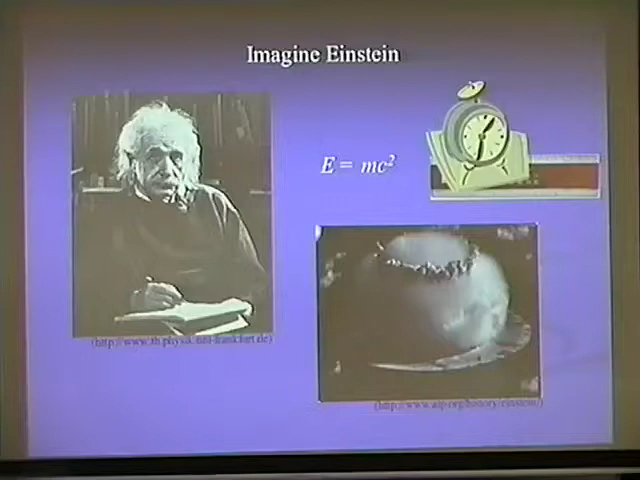 Imagine Einstein
E = mc²
(http://www.th.physik.uni-frankfurt.de)
(http://www.aip.org/history/einstein/)